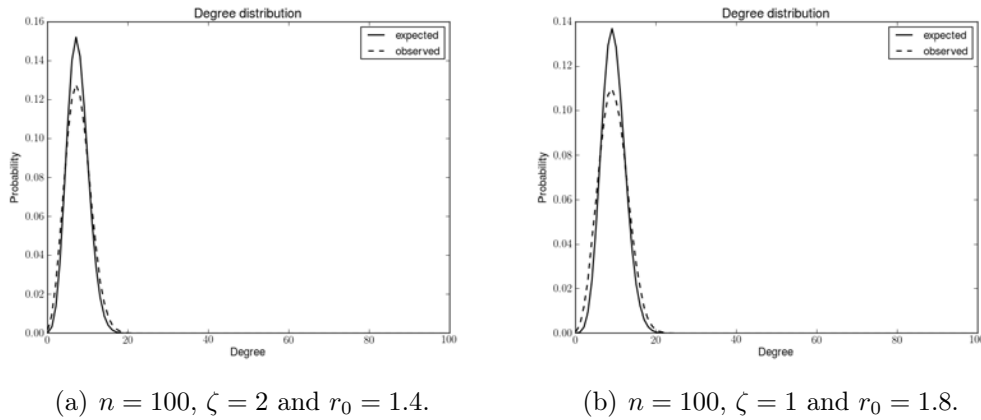 Degree distribution
0.16
0.14
0.12
0.10
0.08
0.06
0.04
0.02
0.00
Probability
expected
observed
0 20 40 60 80 100
Degree
(a) n = 100, ζ = 2 and r₀ = 1.4.
Degree distribution
0.14
0.12
0.10
0.08
0.06
0.04
0.02
0.00
Probability
expected
observed
0 20 40 60 80 100
Degree
(b) n = 100, ζ = 1 and r₀ = 1.8.